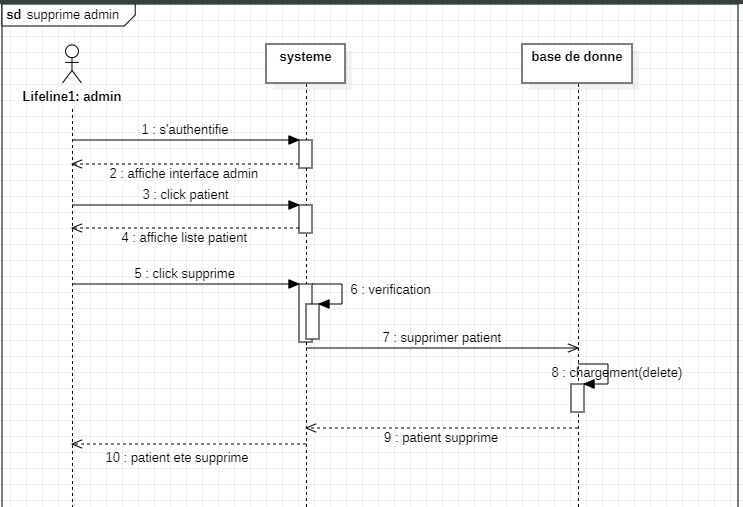 sd supprime admin
systeme
base de donne
Lifeline1: admin
1 : s'authentifie
2 : affiche interface admin
3 : click patient
4 : affiche liste patient
5 : click supprime
6 : verification
7 : supprimer patient
8 : chargement(delete)
9 : patient supprime
10 : patient ete supprime